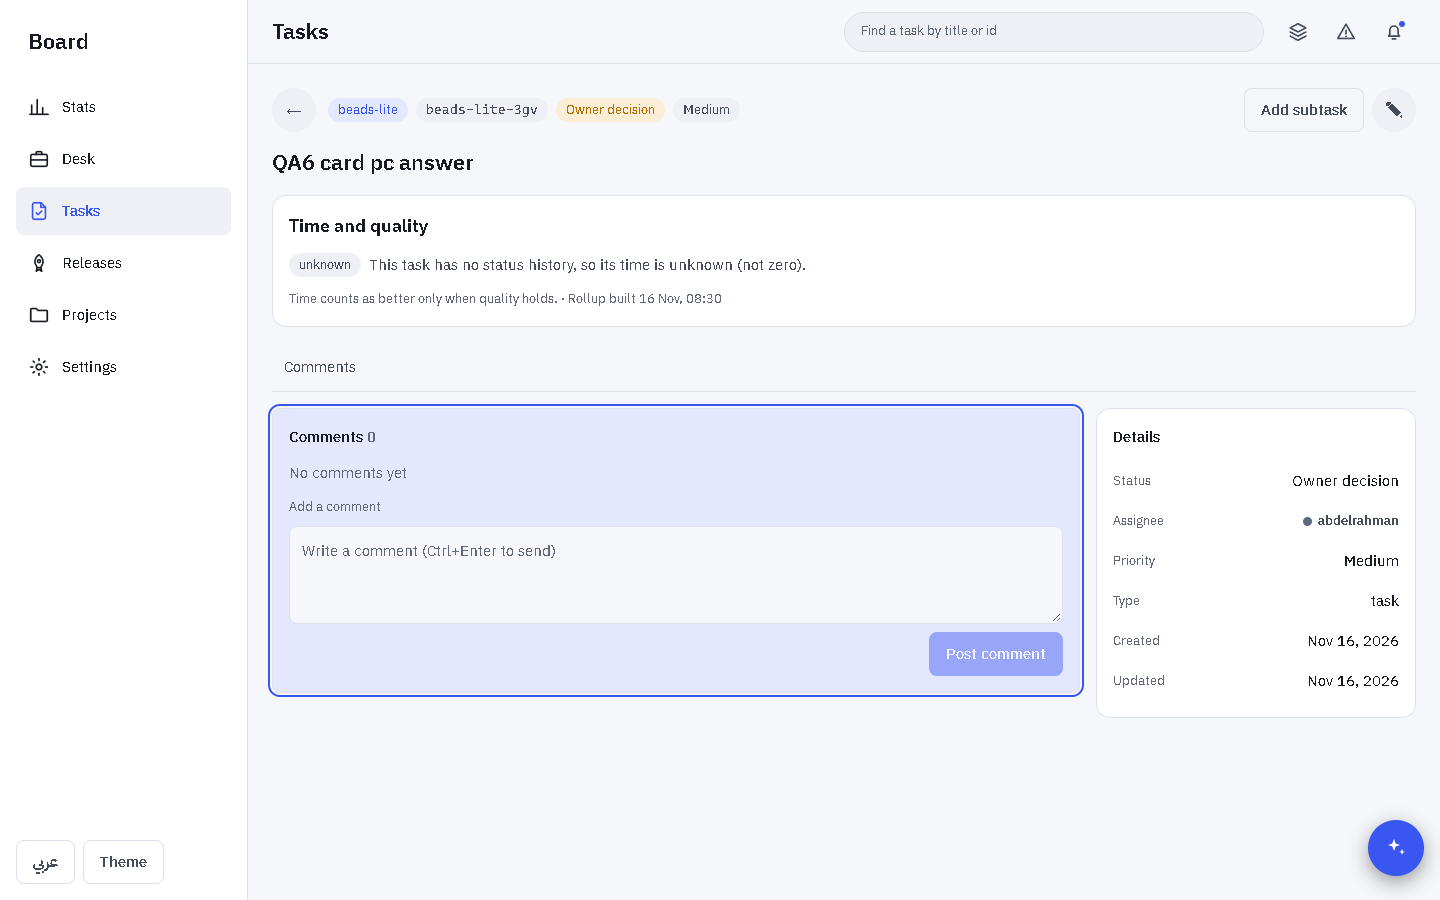 Board
Stats
Desk
Tasks
Releases
Projects
Settings
عربي
Theme
Tasks
Find a task by title or id
←
beads-lite
beads-lite-3gv
Owner decision
Medium
Add subtask
QA6 card pc answer
Time and quality
unknown This task has no status history, so its time is unknown (not zero).
Time counts as better only when quality holds. · Rollup built 16 Nov, 08:30
Comments
Comments 0
No comments yet
Add a comment
Write a comment (Ctrl+Enter to send)
Post comment
Details
Status Owner decision
Assignee abdelrahman
Priority Medium
Type task
Created Nov 16, 2026
Updated Nov 16, 2026